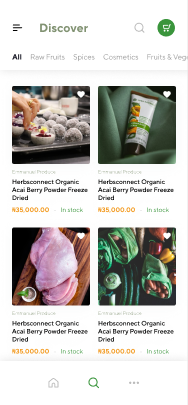 Discover
All Raw Fruits Spices Cosmetics Fruits & Veg
Emmanuel Produce
Herbsconnect Organic
Acai Berry Powder Freeze
Dried
₦35,000.00 In stock
Emmanuel Produce
Herbsconnect Organic
Acai Berry Powder Freeze
Dried
₦35,000.00 In stock
Emmanuel Produce
Herbsconnect Organic
Acai Berry Powder Freeze
Dried
₦35,000.00 In stock
Emmanuel Produce
Herbsconnect Organic
Acai Berry Powder Freeze
Dried
₦35,000.00 In stock